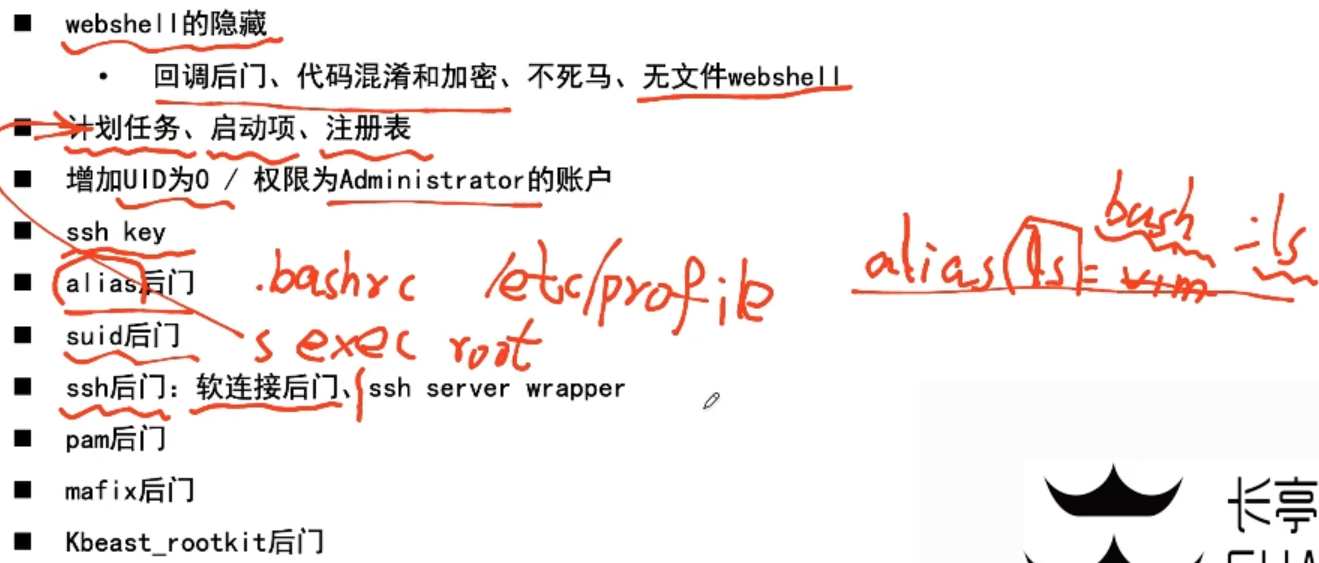 webshell的隐藏
回调后门、代码混淆和加密、不死马、无文件webshell
计划任务、启动项、注册表
增加UID为0 / 权限为Administrator的账户
ssh key
alias后门 .bashrc /etc/profile alias ls = vim bash =ls
suid后门 s exec root
ssh后门: 软连接后门、ssh server wrapper
pam后门
mafix后门
Kbeast_rootkit后门
长亭